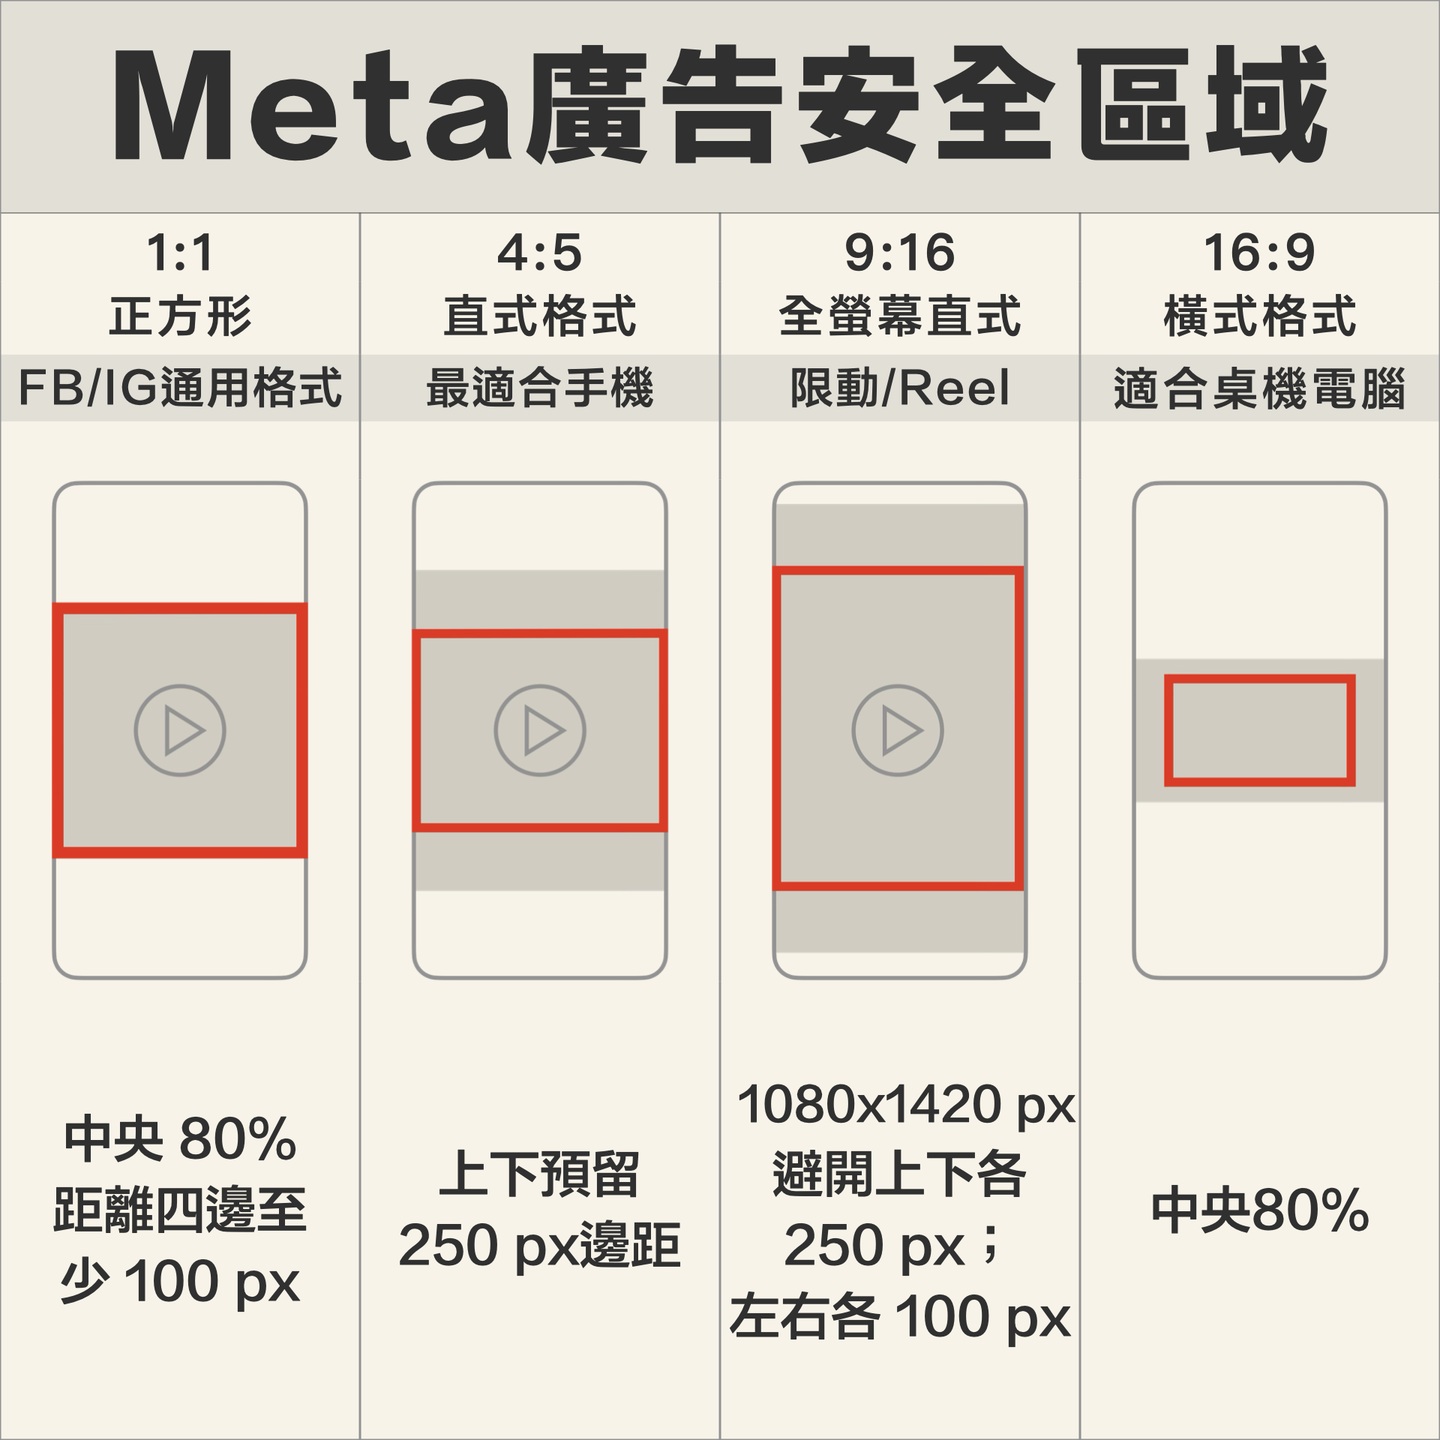 Meta廣告安全區域
1:1
正方形
FB/IG通用格式
中央 80%
距離四邊至
少 100 px
4:5
直式格式
最適合手機
上下預留
250 px邊距
9:16
全螢幕直式
限動/Reel
1080x1420 px
避開上下各
250 px；
左右各 100 px
16:9
橫式格式
適合桌機電腦
中央80%